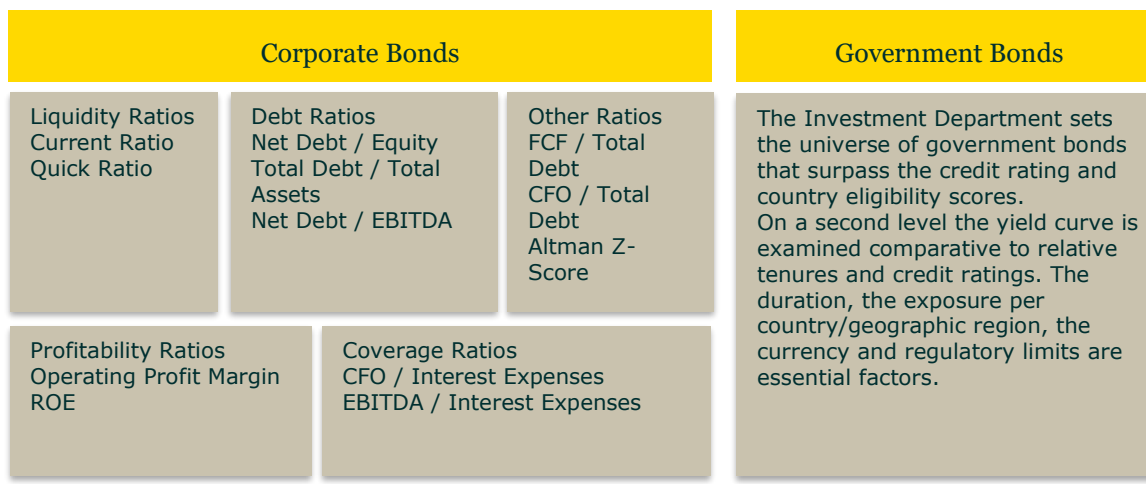 Corporate Bonds
Liquidity Ratios
Current Ratio
Quick Ratio
Debt Ratios
Net Debt / Equity
Total Debt / Total
Assets
Net Debt / EBITDA
Other Ratios
FCF / Total
Debt
CFO / Total
Debt
Altman Z-
Score
Profitability Ratios
Operating Profit Margin
ROE
Coverage Ratios
CFO / Interest Expenses
EBITDA / Interest Expenses
Government Bonds
The Investment Department sets
the universe of government bonds
that surpass the credit rating and
country eligibility scores.
On a second level the yield curve is
examined comparative to relative
tenures and credit ratings. The
duration, the exposure per
country/geographic region, the
currency and regulatory limits are
essential factors.